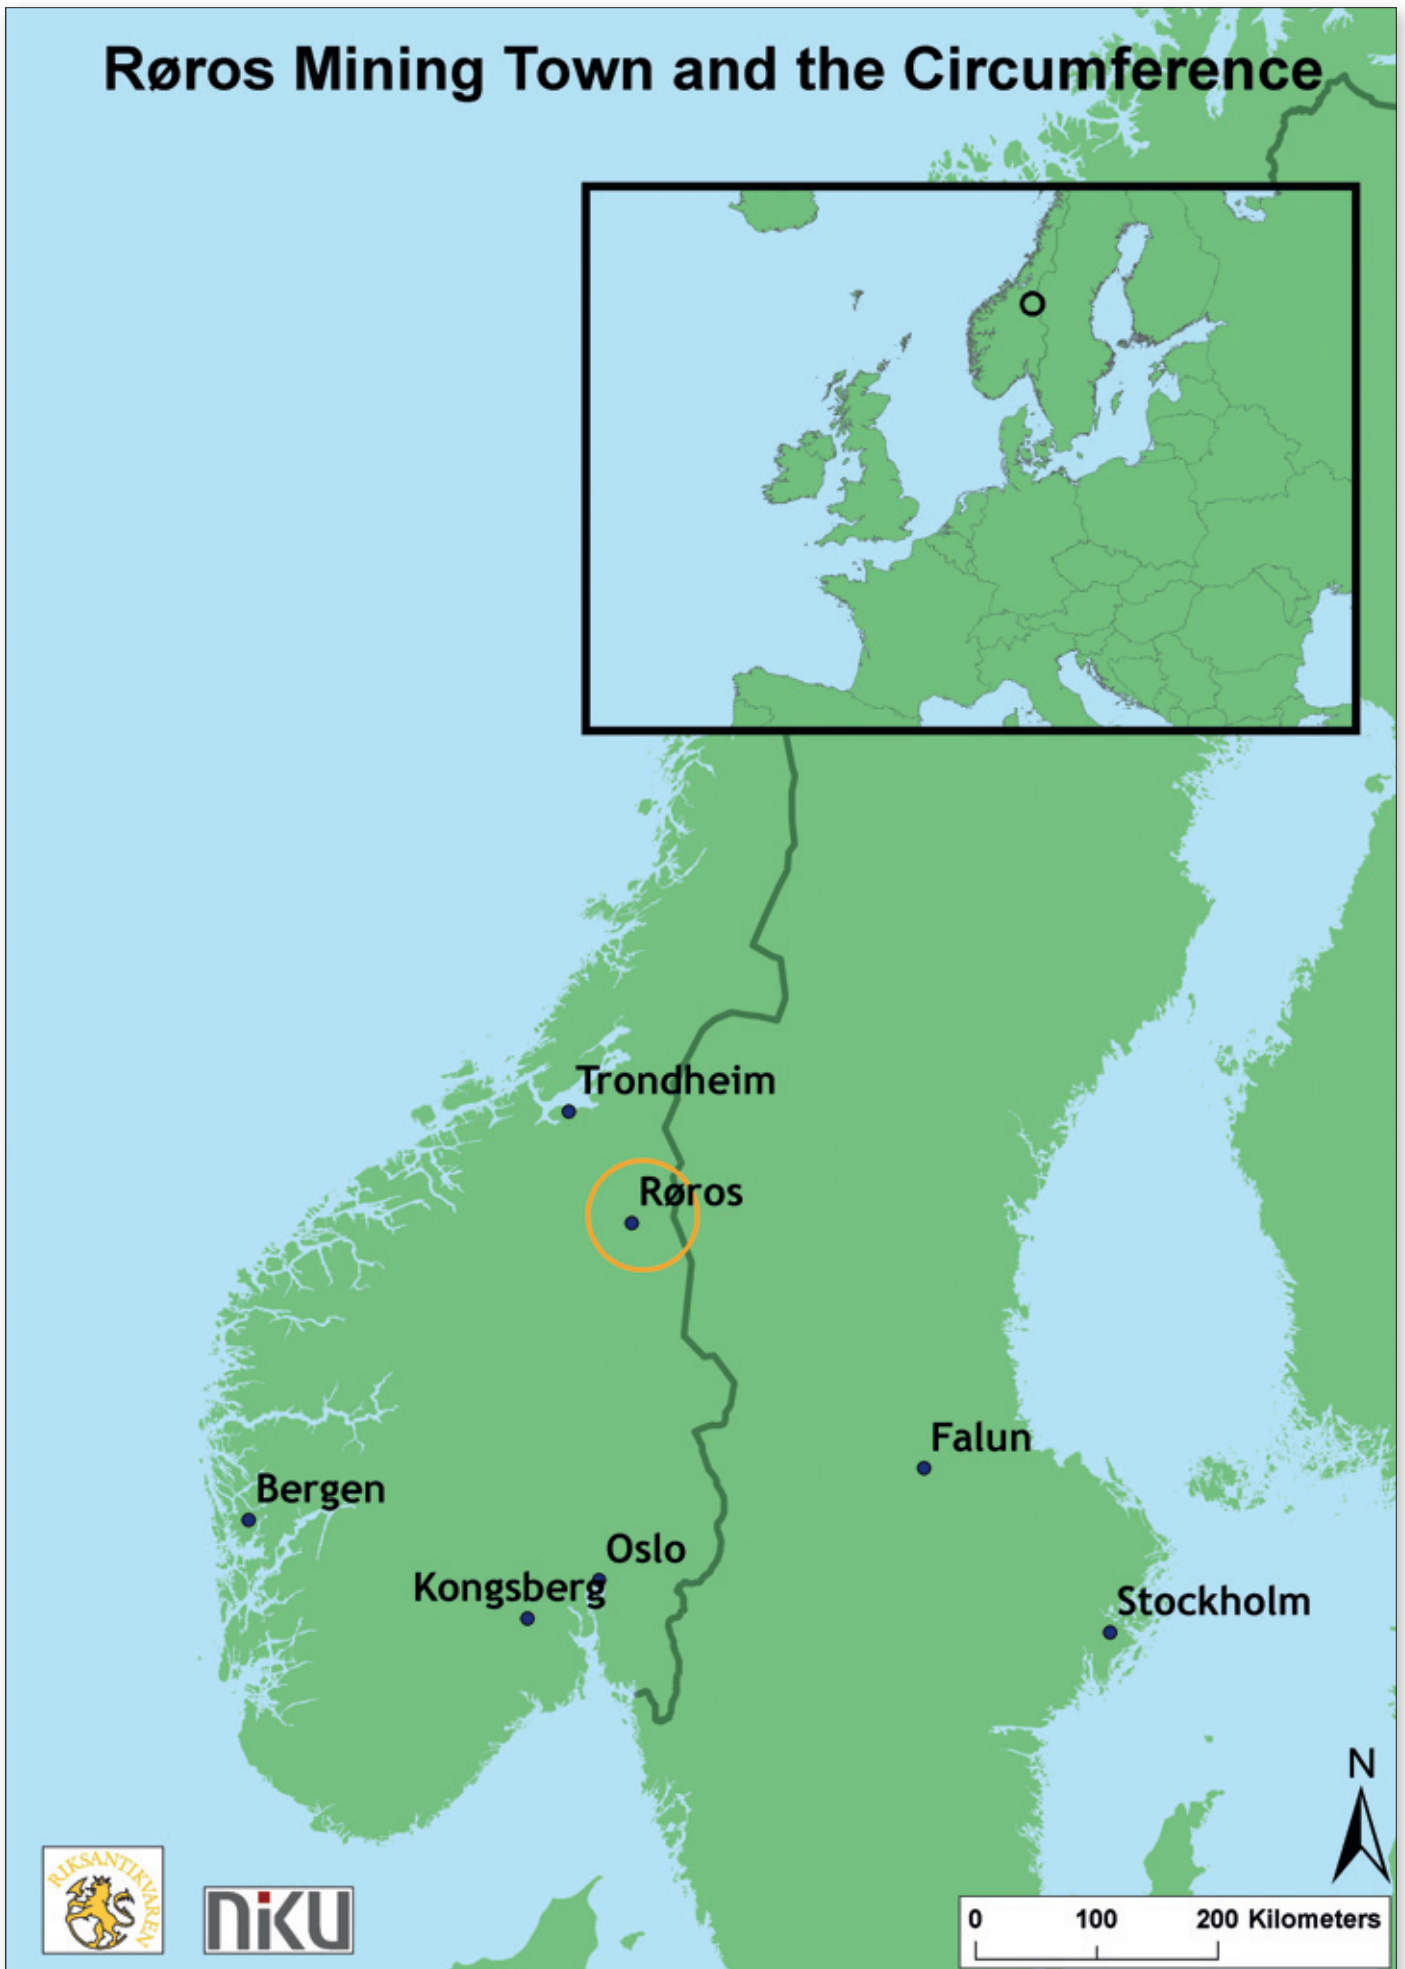 Røros Mining Town and the Circumference
Trondheim
Røros
Falun
Bergen
Oslo
Kongsberg
Stockholm
N
RIKSANTIKVAREN
niKU
0 100 200 Kilometers